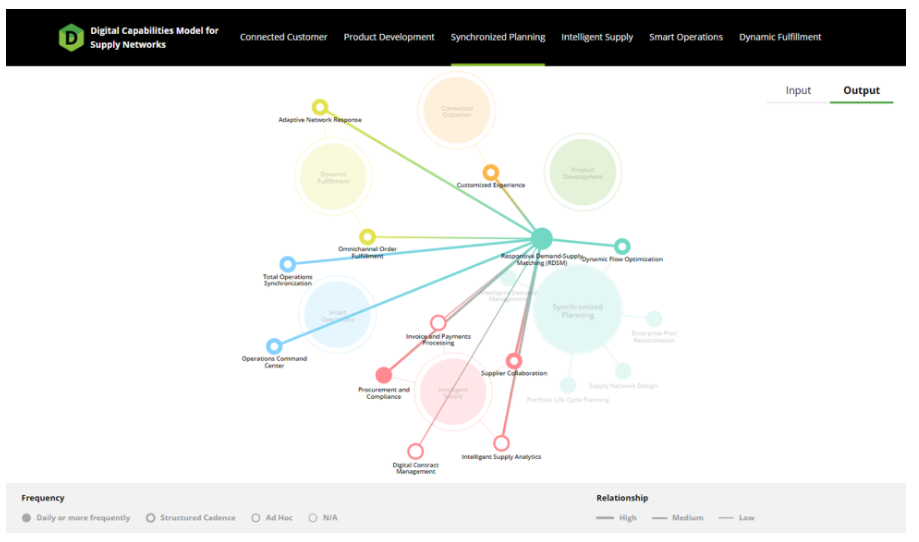 Digital Capabilities Model for
Supply Networks
Connected Customer
Product Development
Synchronized Planning
Intelligent Supply
Smart Operations
Dynamic Fulfillment
Input
Output
Adaptive Network Response
Connected
Customer
Dynamic
Fulfillment
Product
Development
Customized Experience
Omnichannel Order
Fulfillment
Responsive Demand-Supply
Matching (RDSM)
Dynamic Flow Optimization
Total Operations
Synchronization
Intelligent Demand
Management
Smart
Operations
Synchronized
Planning
Invoice and Payments
Processing
Enterprise Plan
Reconciliation
Operations Command
Center
Supplier Collaboration
Procurement and
Compliance
Intelligent
Supply
Supply Network Design
Portfolio Life Cycle Planning
Digital Contract
Management
Intelligent Supply Analytics
Frequency
Daily or more frequently
Structured Cadence
Ad Hoc
N/A
Relationship
High
Medium
Low